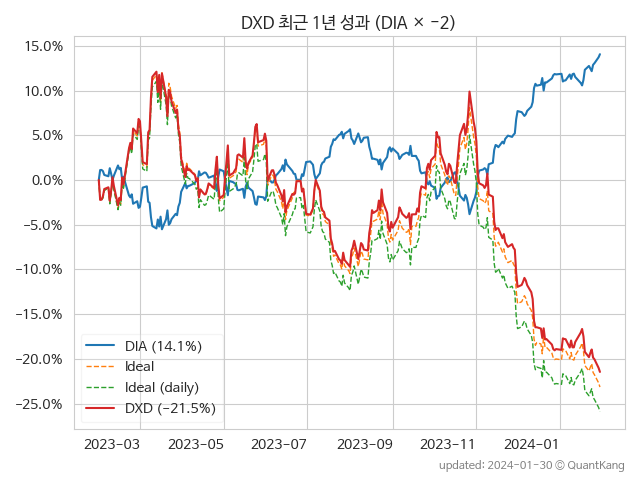 DXD 최근 1년 성과 (DIA × −2)
15.0%
10.0%
5.0%
0.0%
−5.0%
−10.0%
−15.0%
−20.0%
−25.0%
DIA (14.1%)
Ideal
Ideal (daily)
DXD (−21.5%)
2023-03 2023-05 2023-07 2023-09 2023-11 2024-01
updated: 2024-01-30 © QuantKang